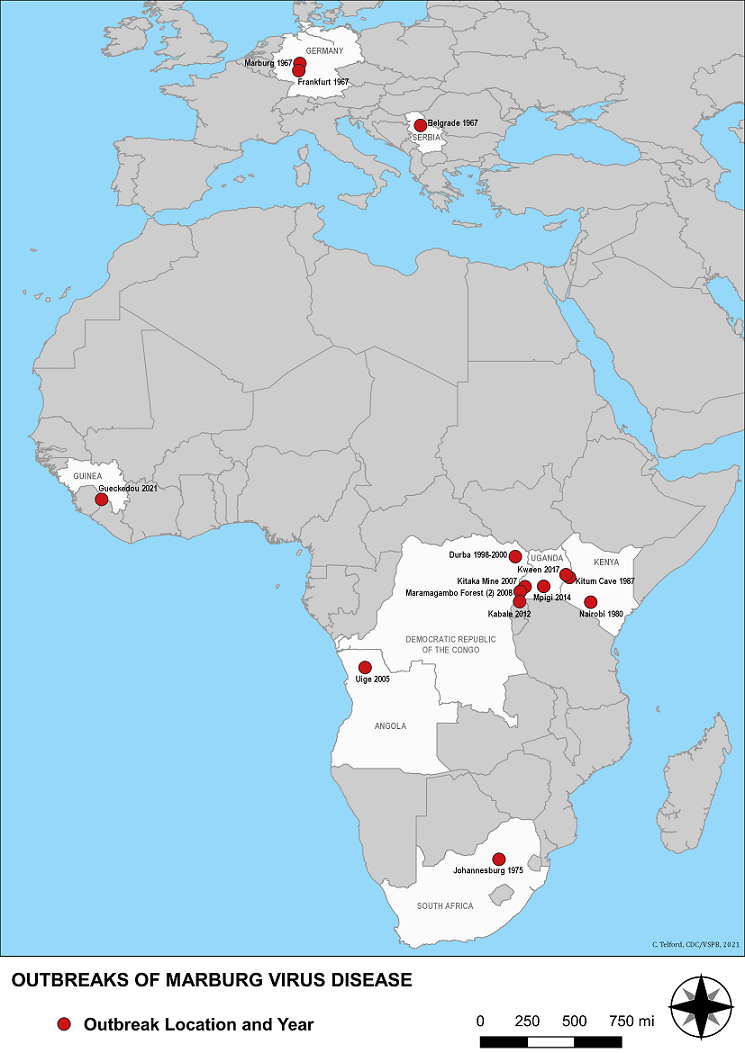 GERMANY
Marburg 1967
Frankfurt 1967
Belgrade 1967
SERBIA
GUINEA
Gueckedou 2021
Durba 1998-2000
UGANDA
KENYA
Kween 2017
Kitaka Mine 2007
Kitum Cave 1987
Maramagambo Forest (2) 2008
Mpigi 2014
Kabale 2012
Nairobi 1980
DEMOCRATIC REPUBLIC
OF THE CONGO
Uige 2005
ANGOLA
Johannesburg 1975
SOUTH AFRICA
C. Telford, CDC/VSPB, 2021
OUTBREAKS OF MARBURG VIRUS DISEASE
Outbreak Location and Year
0 250 500 750 mi